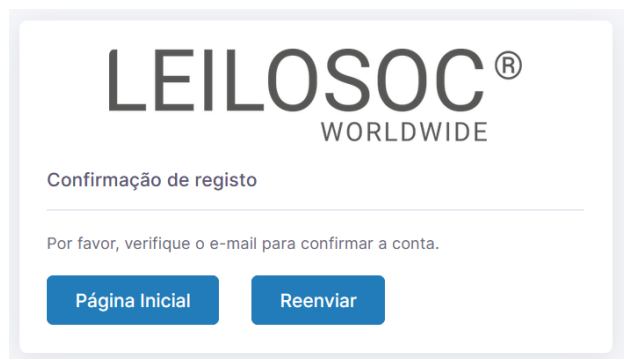 LEILOSOC®
WORLDWIDE
Confirmação de registo
Por favor, verifique o e-mail para confirmar a conta.
Página Inicial
Reenviar